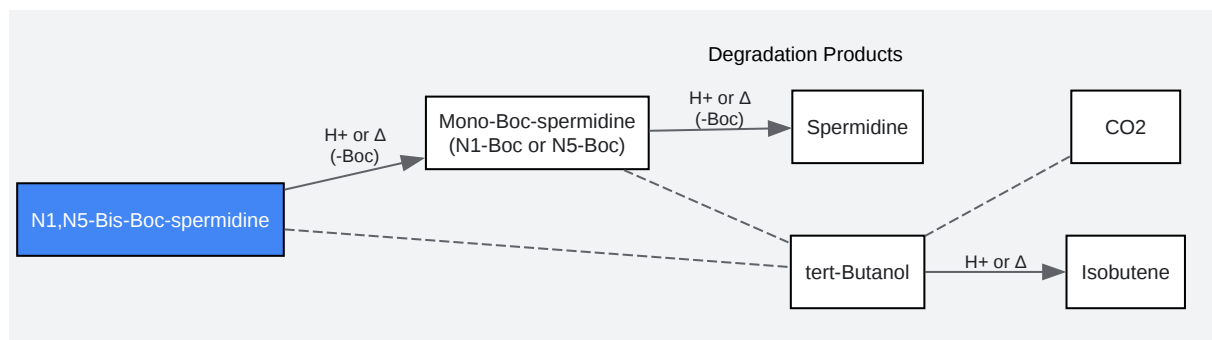 Degradation Products
H+ or Δ
(-Boc)
Mono-Boc-spermidine
(N1-Boc or N5-Boc)
H+ or Δ
(-Boc)
Spermidine
CO2
N1,N5-Bis-Boc-spermidine
tert-Butanol
H+ or Δ
Isobutene